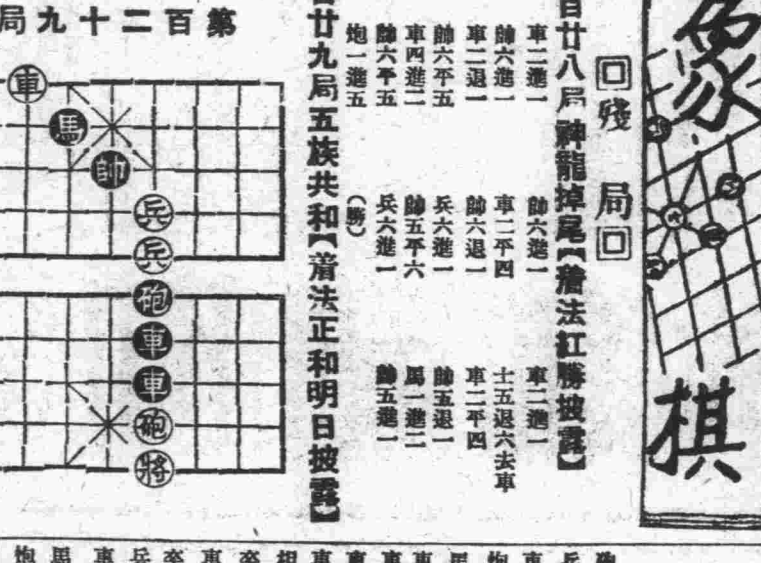 象棋
回殘局回
百廿八局 神龍掉尾【着法紅勝披露】
車二進一 帥六進一 車二進一
帥六進一 車二平四 士五退六去車
車二退一 帥六退一 車二平四
帥六平五 兵六進一 帥五退一
車四進二 帥五平六 馬一進二
帥六平五 兵六進一 帥五進一
炮一進五 (勝)
廿九局五族共和【着法正和明日披露】
第百二十九局
車
馬
帥
兵
兵
砲
車
車
砲
將